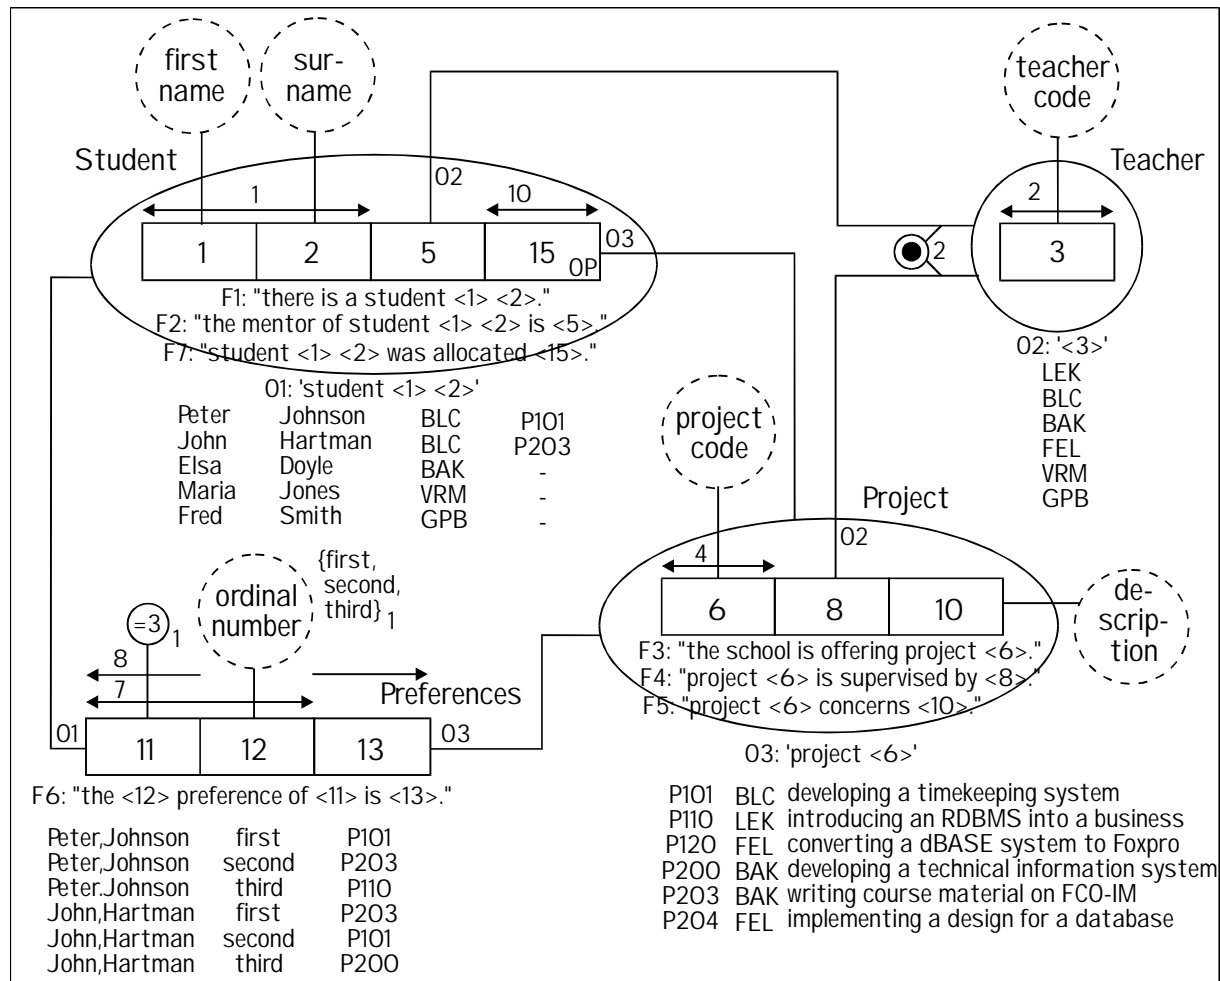 first
name
sur-
name
teacher
code
Student
Teacher
O2
1
10
2
O3
1
2
5
15
OP
2
3
F1: "there is a student <1> <2>."
F2: "the mentor of student <1> <2> is <5>."
F7: "student <1> <2> was allocated <15>."
O1: 'student <1> <2>'
Peter Johnson BLC P101
John Hartman BLC P203
Elsa Doyle BAK -
Maria Jones VRM -
Fred Smith GPB -
O2: '<3>'
LEK
BLC
BAK
FEL
VRM
GPB
project
code
Project
O2
4
6
8
10
de-
scrip-
tion
F3: "the school is offering project <6>."
F4: "project <6> is supervised by <8>."
F5: "project <6> concerns <10>."
O3: 'project <6>'
P101 BLC developing a timekeeping system
P110 LEK introducing an RDBMS into a business
P120 FEL converting a dBASE system to Foxpro
P200 BAK developing a technical information system
P203 BAK writing course material on FCO-IM
P204 FEL implementing a design for a database
ordinal
number
{first,
second,
third} 1
=3 1
8
7
Preferences
O1
11
12
13
O3
F6: "the <12> preference of <11> is <13>."
Peter,Johnson first P101
Peter,Johnson second P203
Peter.Johnson third P110
John,Hartman first P203
John,Hartman second P101
John,Hartman third P200